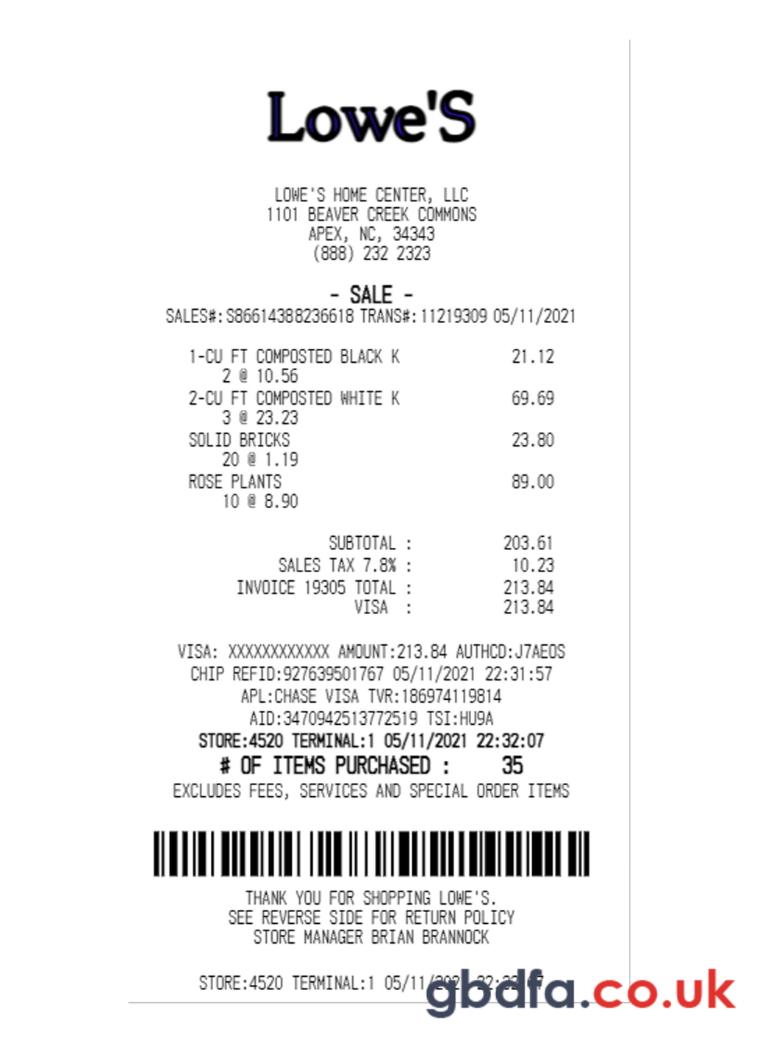 Lowe'S
LOWE'S HOME CENTER, LLC
1101 BEAVER CREEK COMMONS
APEX, NC, 34343
(888) 232 2323
- SALE -
SALES#:S86614388236618 TRANS#:11219309 05/11/2021
1-CU FT COMPOSTED BLACK K 21.12
2 @ 10.56
2-CU FT COMPOSTED WHITE K 69.69
3 @ 23.23
SOLID BRICKS 23.80
20 @ 1.19
ROSE PLANTS 89.00
10 @ 8.90
SUBTOTAL : 203.61
SALES TAX 7.8% : 10.23
INVOICE 19305 TOTAL : 213.84
VISA : 213.84
VISA: XXXXXXXXXXXX AMOUNT:213.84 AUTHCD:J7AEOS
CHIP REFID:927639501767 05/11/2021 22:31:57
APL:CHASE VISA TVR:186974119814
AID:3470942513772519 TSI:HU9A
STORE:4520 TERMINAL:1 05/11/2021 22:32:07
# OF ITEMS PURCHASED : 35
EXCLUDES FEES, SERVICES AND SPECIAL ORDER ITEMS
THANK YOU FOR SHOPPING LOWE'S.
SEE REVERSE SIDE FOR RETURN POLICY
STORE MANAGER BRIAN BRANNOCK
STORE:4520 TERMINAL:1 05/11/2021 22:32:07
gbdfa.co.uk